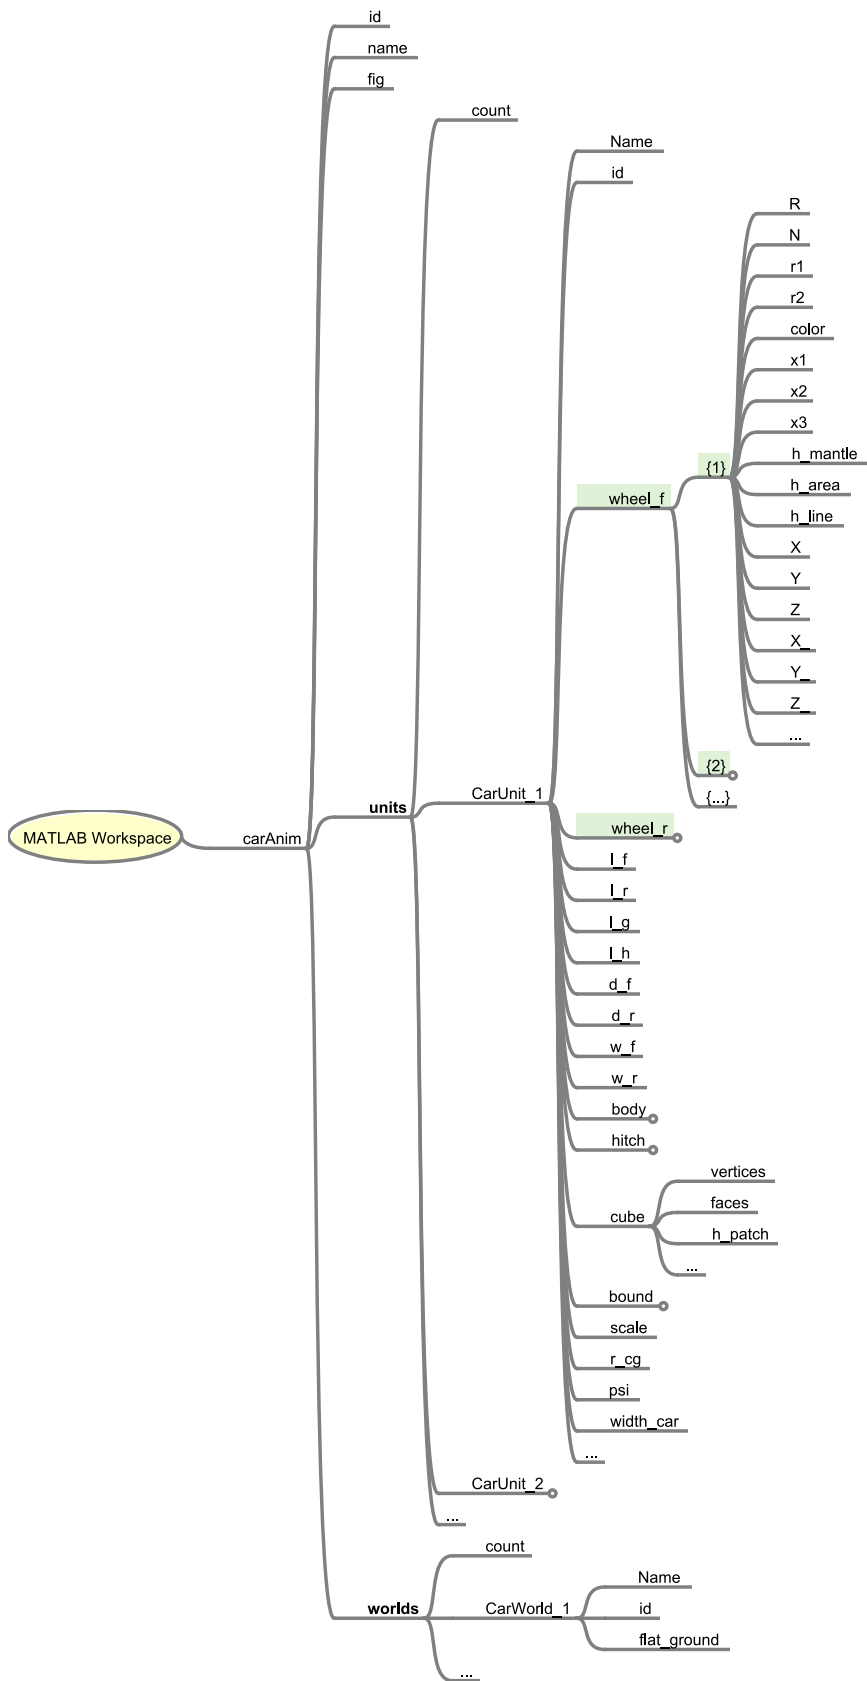 id
name
fig
count
Name
id
R
N
r1
r2
color
x1
x2
x3
{1}
h_mantle
wheel_f
h_area
h_line
X
Y
Z
X_
Y_
Z_
...
{2}
{...}
CarUnit_1
units
wheel_r
MATLAB Workspace
carAnim
l_f
l_r
l_g
l_h
d_f
d_r
w_f
w_r
body
hitch
vertices
faces
cube
h_patch
...
bound
scale
r_cg
psi
width_car
...
CarUnit_2
...
count
Name
worlds
CarWorld_1
id
flat_ground
...